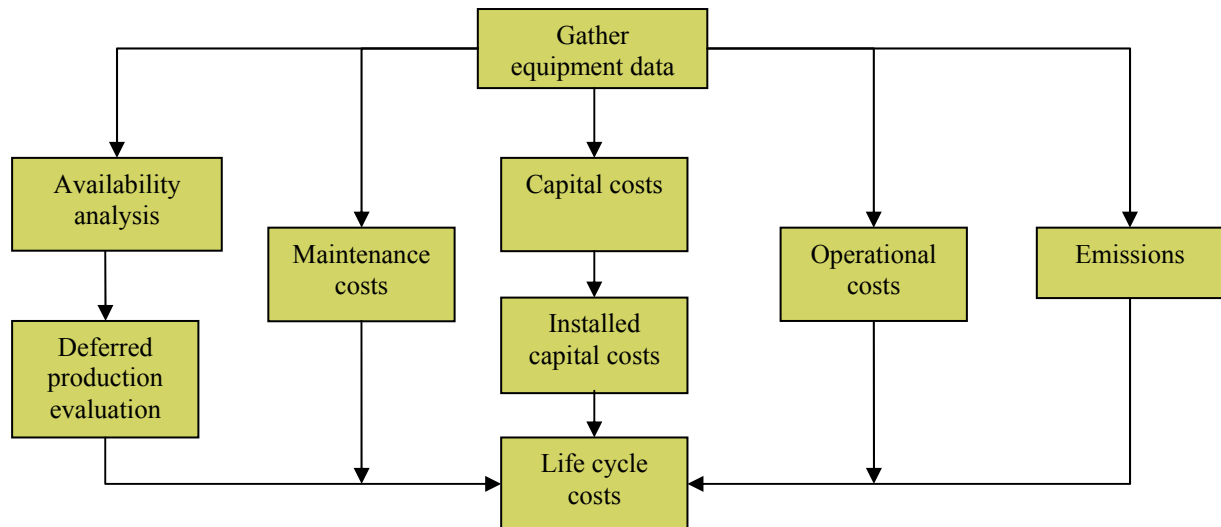 Gather
equipment data
Availability
analysis
Capital costs
Maintenance
costs
Operational
costs
Emissions
Deferred
production
evaluation
Installed
capital costs
Life cycle
costs